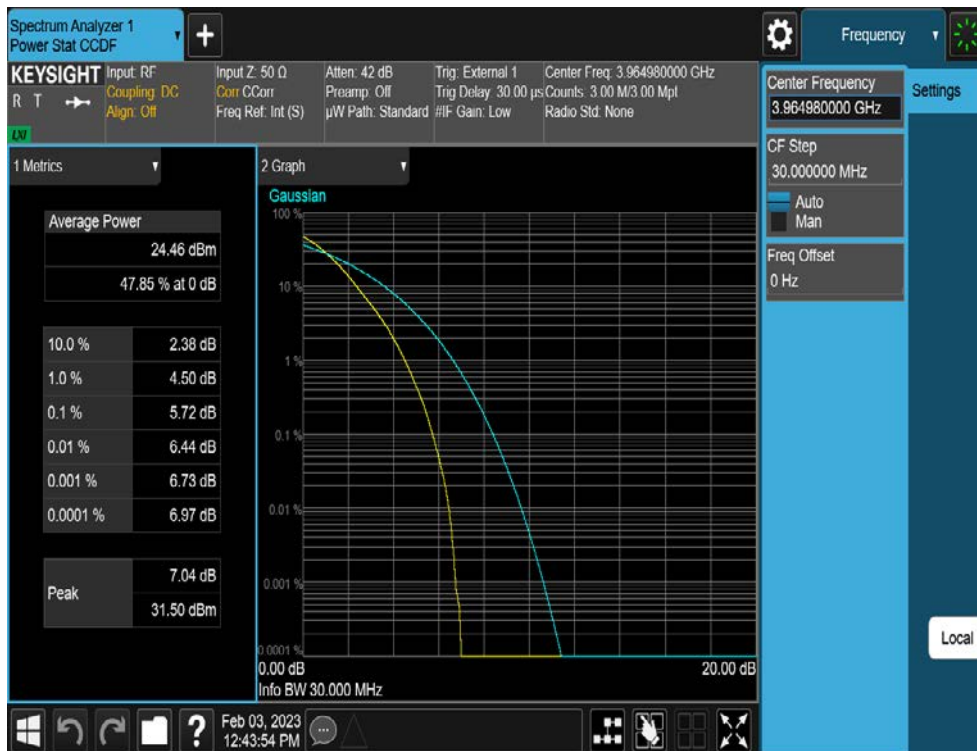 Spectrum Analyzer 1
Power Stat CCDF
+
Frequency
KEYSIGHT
R T
LXI
Input: RF
Coupling: DC
Align: Off
Input Z: 50 Ω
Corr CCorr
Freq Ref: Int (S)
Atten: 42 dB
Preamp: Off
µW Path: Standard
Trig: External 1
Trig Delay: 30.00 µs
#IF Gain: Low
Center Freq: 3.964980000 GHz
Counts: 3.00 M/3.00 Mpt
Radio Std: None
Center Frequency
3.964980000 GHz
Settings
CF Step
30.000000 MHz
Auto
Man
Freq Offset
0 Hz
Local
1 Metrics
Average Power
24.46 dBm
47.85 % at 0 dB
10.0 % 2.38 dB
1.0 % 4.50 dB
0.1 % 5.72 dB
0.01 % 6.44 dB
0.001 % 6.73 dB
0.0001 % 6.97 dB
Peak
7.04 dB
31.50 dBm
2 Graph
Gaussian
100 %
10 %
1 %
0.1 %
0.01 %
0.001 %
0.0001 %
0.00 dB 20.00 dB
Info BW 30.000 MHz
?
Feb 03, 2023
12:43:54 PM